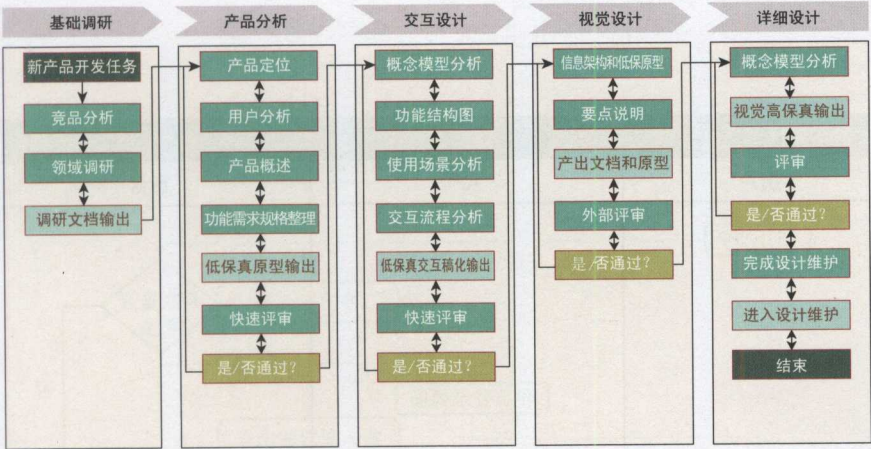 基础调研
产品分析
交互设计
视觉设计
详细设计
新产品开发任务
竞品分析
领域调研
调研文档输出
产品定位
用户分析
产品概述
功能需求规格整理
低保真原型输出
快速评审
是/否通过?
概念模型分析
功能结构图
使用场景分析
交互流程分析
低保真交互稿化输出
快速评审
是/否通过?
信息架构和低保原型
要点说明
产出文档和原型
外部评审
是/否通过?
概念模型分析
视觉高保真输出
评审
是/否通过?
完成设计维护
进入设计维护
结束